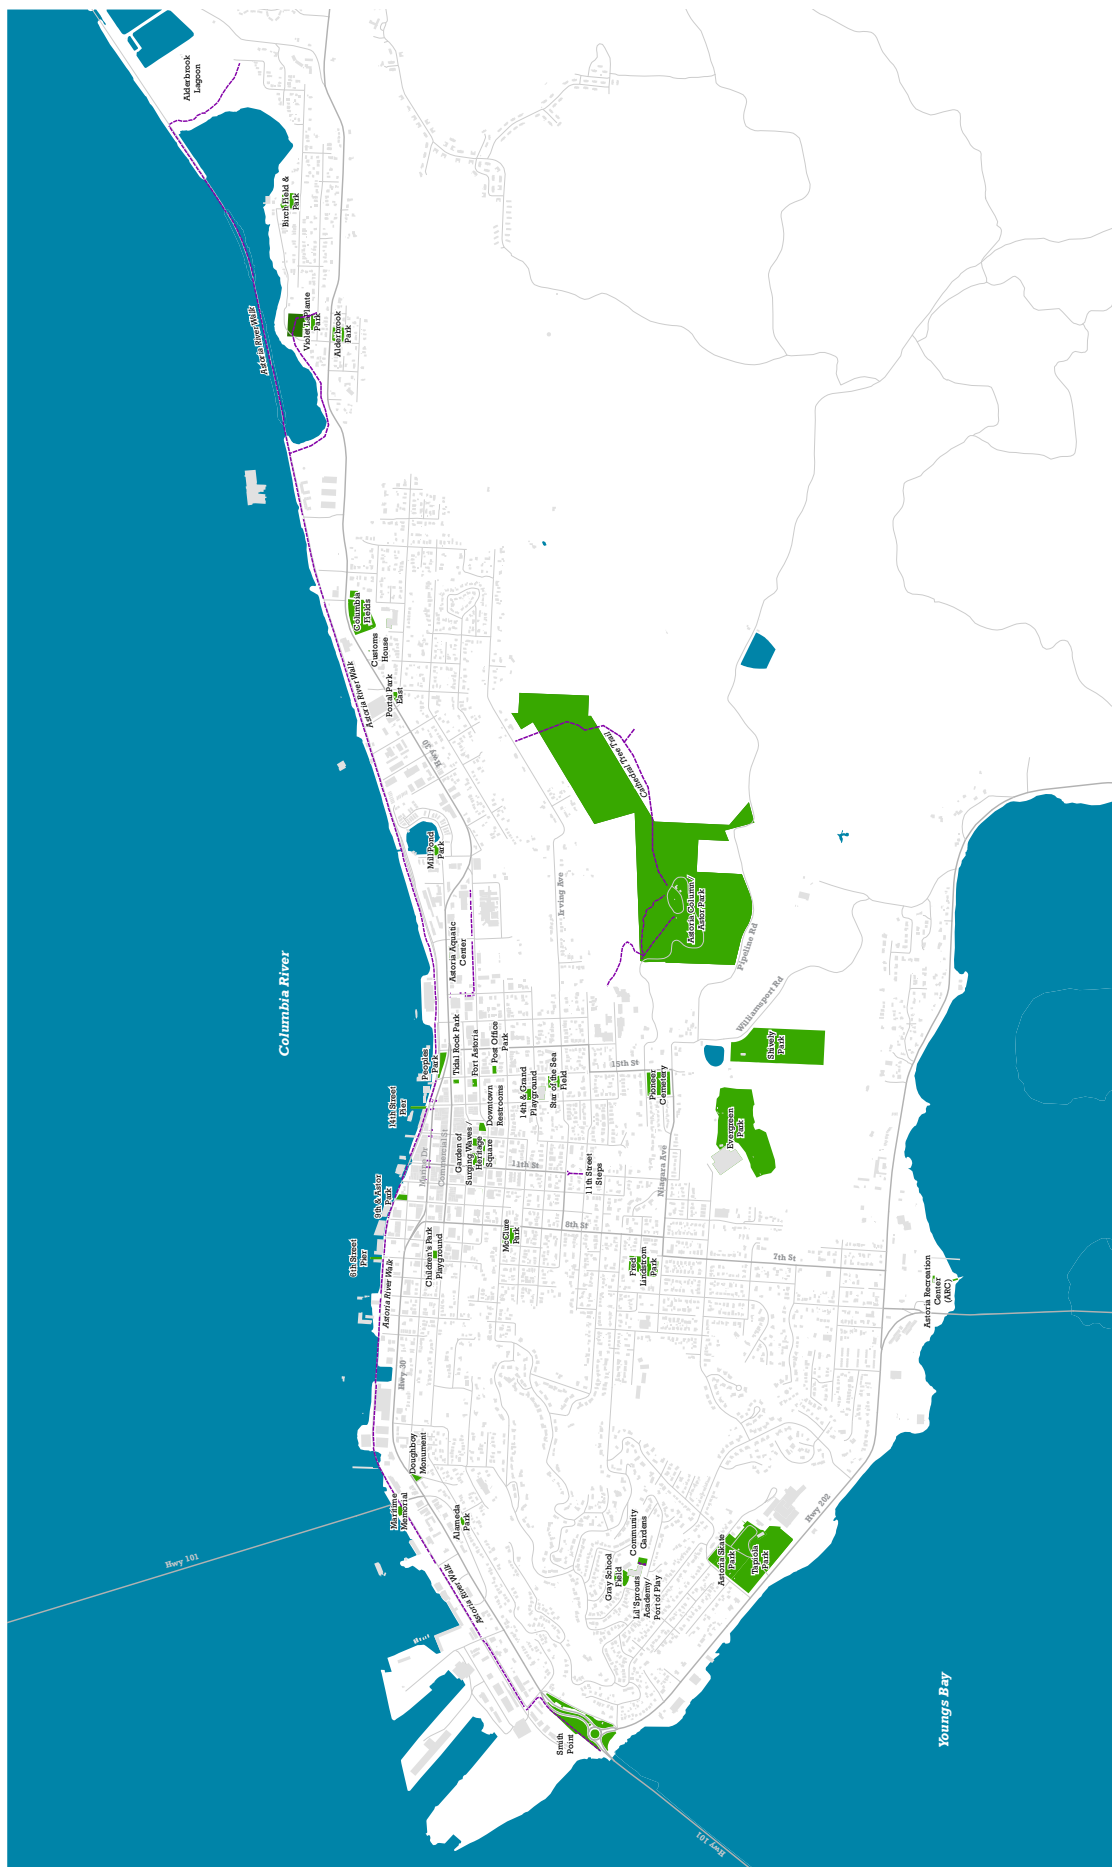 Alderbrook
Lagoon
Birch Field &
Park
Astoria River Walk
Violet LaPlante
Park
Alderbrook
Park
Columbia
Fields
Customs
House
Astoria River Walk
Portal Park
East
Hwy 30
Cathedral Tree Trail
Mill Pond
Park
Irving Ave
Astoria Column/
Astor Park
Pipeline Rd
Astoria Aquatic
Center
Columbia River
Williamsport Rd
Peoples
Park
Tidal Rock Park
Fort Astoria
Post Office
Park
Shively
Park
15th St
14th Street
Pier
Downtown
Restrooms
14th & Grand
Playground
Star of the Sea
Field
Pioneer
Cemetery
Evergreen
Park
Marine Dr
Commercial St
Garden of
Surging Waves /
Heritage
Square
11th St
11th Street
Steps
Niagara Ave
9th & Astor
Park
8th St
McClure
Park
6th Street
Pier
Children's Park
Playground
Fred
Lindstrom
Park
7th St
Astoria Recreation
Center
(ARC)
Astoria River Walk
Hwy 30
Doughboy
Monument
Maritime
Memorial
Alameda
Park
Hwy 101
Community
Gardens
Gray School
Field
Lil' Sprouts
Academy/
Port of Play
Astoria Skate
Park
Tapiola
Park
Hwy 202
Astoria River Walk
Smith
Point
Youngs Bay
Hwy 101